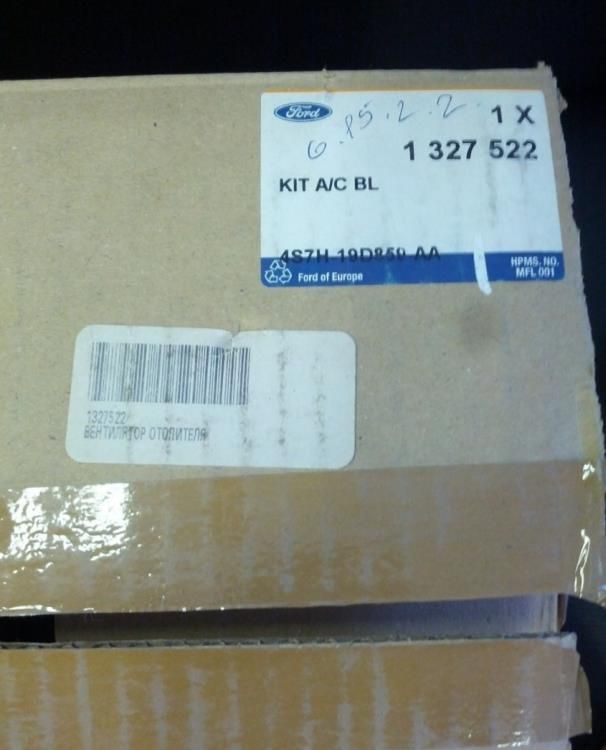 Ford
6.85.2.2.
1 X
1 327 522
KIT A/C BL
4S7H-19D850-AA
Ford of Europe
HPMS. NO.
MFL 001
1327522
ВЕНТИЛЯТОР ОТОПИТЕЛЯ